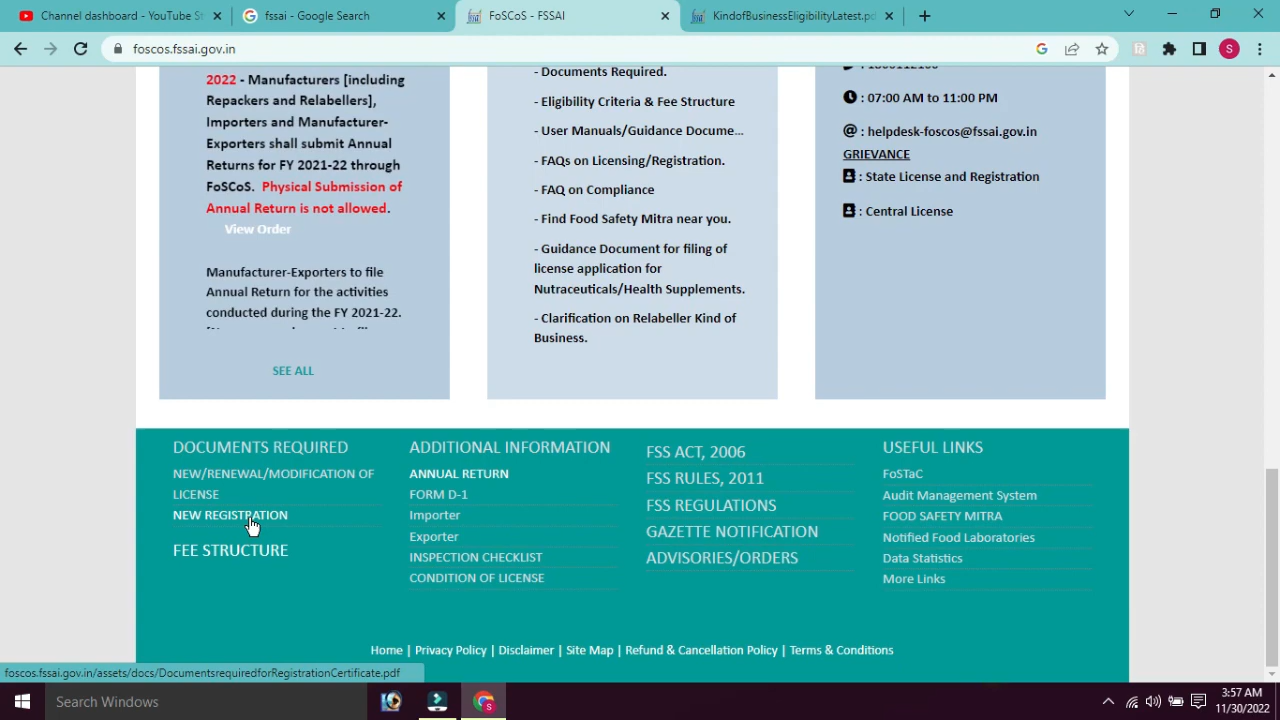 Channel dashboard - YouTube St
fssai - Google Search
FoSCoS - FSSAI
KindofBusinessEligibilityLatest.pd
foscos.fssai.gov.in
S
2022 - Manufacturers [including
Repackers and Relabellers],
Importers and Manufacturer-
Exporters shall submit Annual
Returns for FY 2021-22 through
FoSCoS. Physical Submission of
Annual Return is not allowed.
View Order
Manufacturer-Exporters to file
Annual Return for the activities
conducted during the FY 2021-22.
SEE ALL
- Documents Required.
- Eligibility Criteria & Fee Structure
- User Manuals/Guidance Docume...
- FAQs on Licensing/Registration.
- FAQ on Compliance
- Find Food Safety Mitra near you.
- Guidance Document for filing of
license application for
Nutraceuticals/Health Supplements.
- Clarification on Relabeller Kind of
Business.
: 07:00 AM to 11:00 PM
@ : helpdesk-foscos@fssai.gov.in
GRIEVANCE
: State License and Registration
: Central License
DOCUMENTS REQUIRED
NEW/RENEWAL/MODIFICATION OF
LICENSE
NEW REGISTRATION
FEE STRUCTURE
ADDITIONAL INFORMATION
ANNUAL RETURN
FORM D-1
Importer
Exporter
INSPECTION CHECKLIST
CONDITION OF LICENSE
FSS ACT, 2006
FSS RULES, 2011
FSS REGULATIONS
GAZETTE NOTIFICATION
ADVISORIES/ORDERS
USEFUL LINKS
FoSTaC
Audit Management System
FOOD SAFETY MITRA
Notified Food Laboratories
Data Statistics
More Links
Home | Privacy Policy | Disclaimer | Site Map | Refund & Cancellation Policy | Terms & Conditions
foscos.fssai.gov.in/assets/docs/DocumentsrequiredforRegistrationCertificate.pdf
Search Windows
3:57 AM
11/30/2022